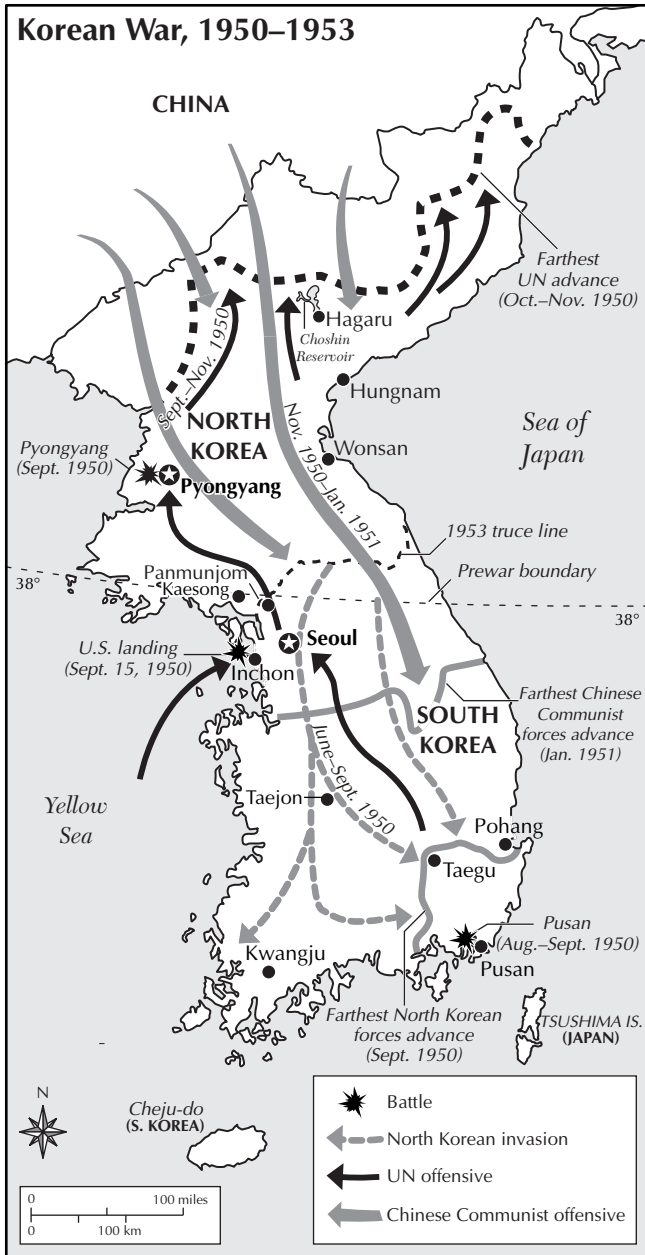 Korean War, 1950–1953
CHINA
Farthest
UN advance
(Oct.–Nov. 1950)
Hagaru
Choshin
Reservoir
Sept.–Nov. 1950
Hungnam
NORTH
KOREA
Sea of
Japan
Wonsan
Pyongyang
(Sept. 1950)
Pyongyang
Nov. 1950–Jan. 1951
1953 truce line
38°
Panmunjom
Kaesong
Prewar boundary
38°
U.S. landing
(Sept. 15, 1950)
Seoul
Inchon
Farthest Chinese
Communist
forces advance
(Jan. 1951)
SOUTH
KOREA
June–Sept. 1950
Yellow
Sea
Taejon
Pohang
Taegu
Pusan
(Aug.–Sept. 1950)
Pusan
Kwangju
Farthest North Korean
forces advance
(Sept. 1950)
TSUSHIMA IS.
(JAPAN)
N
Cheju-do
(S. KOREA)
0 100 miles
0 100 km
Battle
North Korean invasion
UN offensive
Chinese Communist offensive